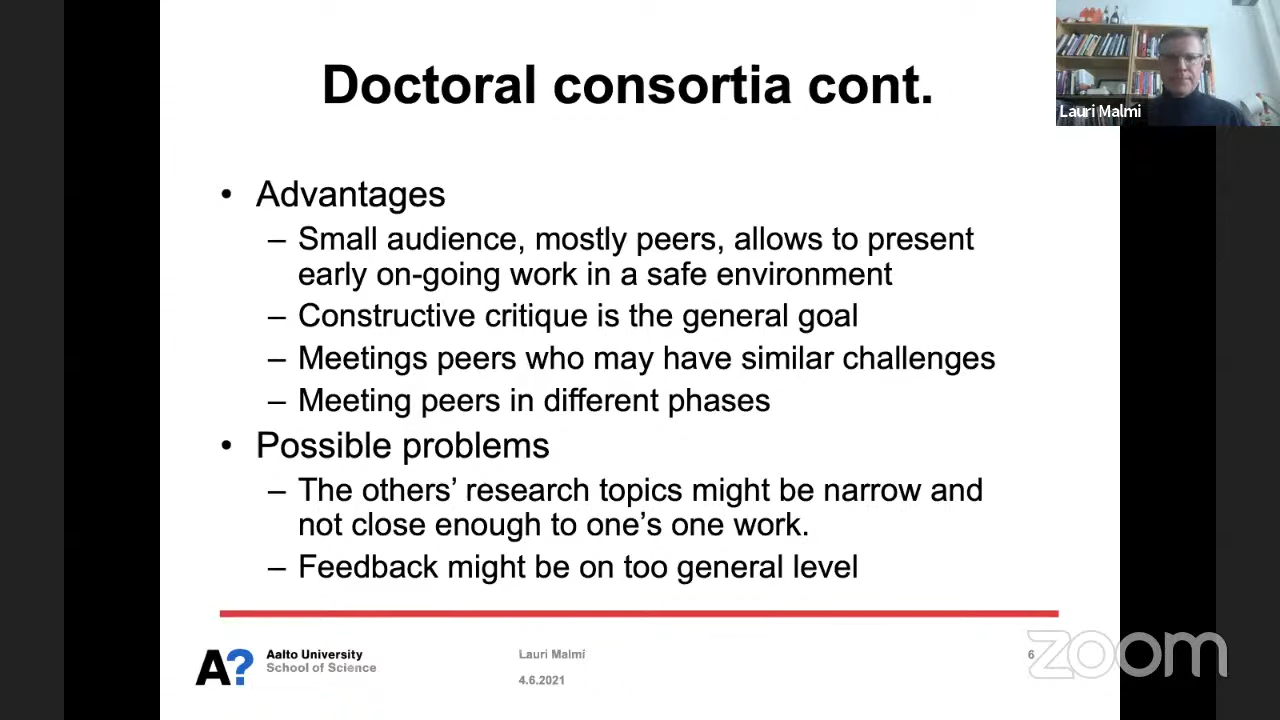 Doctoral consortia cont.
Lauri Malmi
• Advantages
– Small audience, mostly peers, allows to present
early on-going work in a safe environment
– Constructive critique is the general goal
– Meetings peers who may have similar challenges
– Meeting peers in different phases
• Possible problems
– The others’ research topics might be narrow and
not close enough to one’s one work.
– Feedback might be on too general level
A?
Aalto University
School of Science
Lauri Malmi
4.6.2021
6
zoom